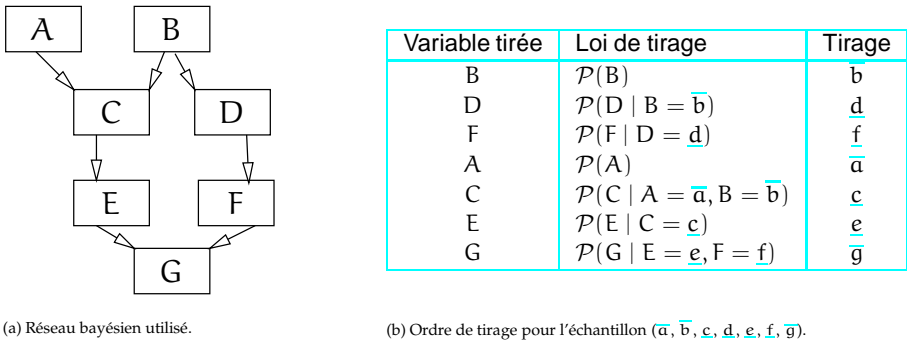 A B
C D
E F
G
(a) Réseau bayésien utilisé.
Variable tirée Loi de tirage Tirage
B 𝒫(B) b̅
D 𝒫(D | B = b̅) d̲
F 𝒫(F | D = d̲) f̲
A 𝒫(A) a̅
C 𝒫(C | A = a̅, B = b̅) c̲
E 𝒫(E | C = c̲) e̲
G 𝒫(G | E = e̲, F = f̲) g̅
(b) Ordre de tirage pour l'échantillon (a̅, b̅, c̲, d̲, e̲, f̲, g̅).